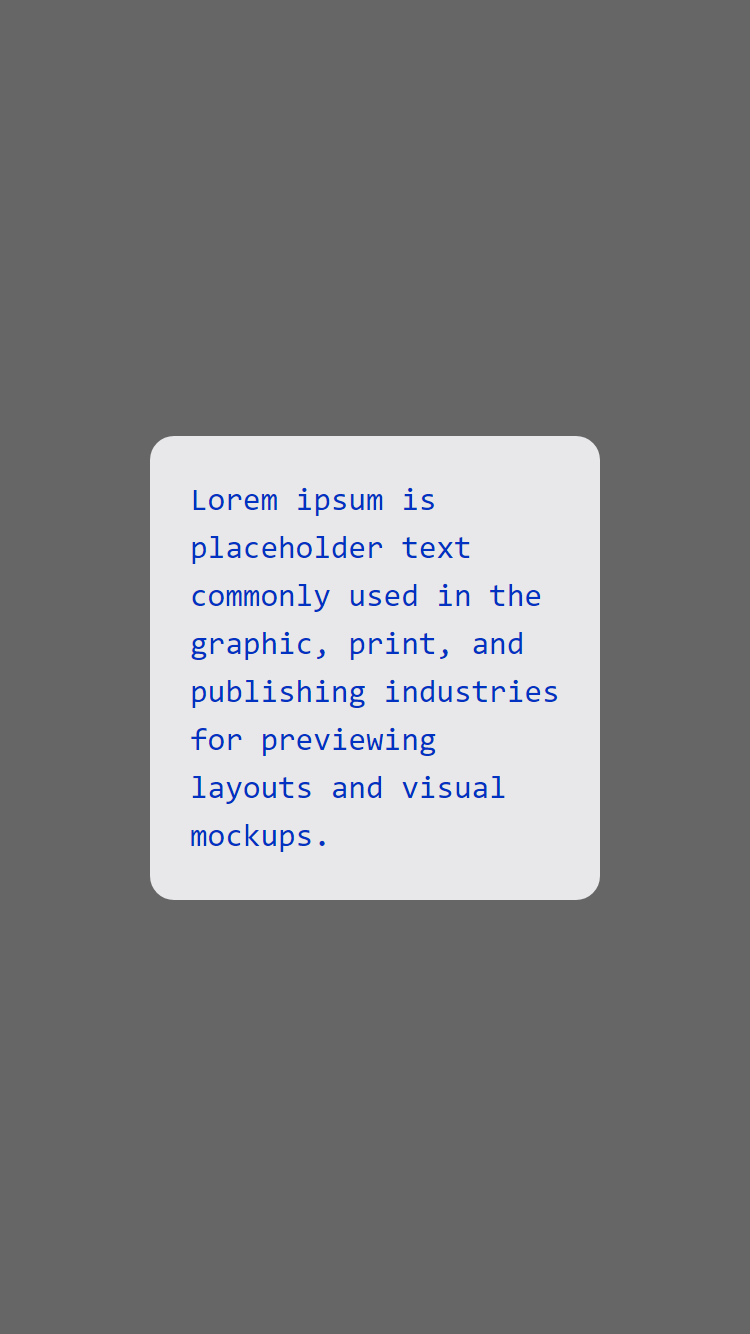 Lorem ipsum is
placeholder text
commonly used in the
graphic, print, and
publishing industries
for previewing
layouts and visual
mockups.